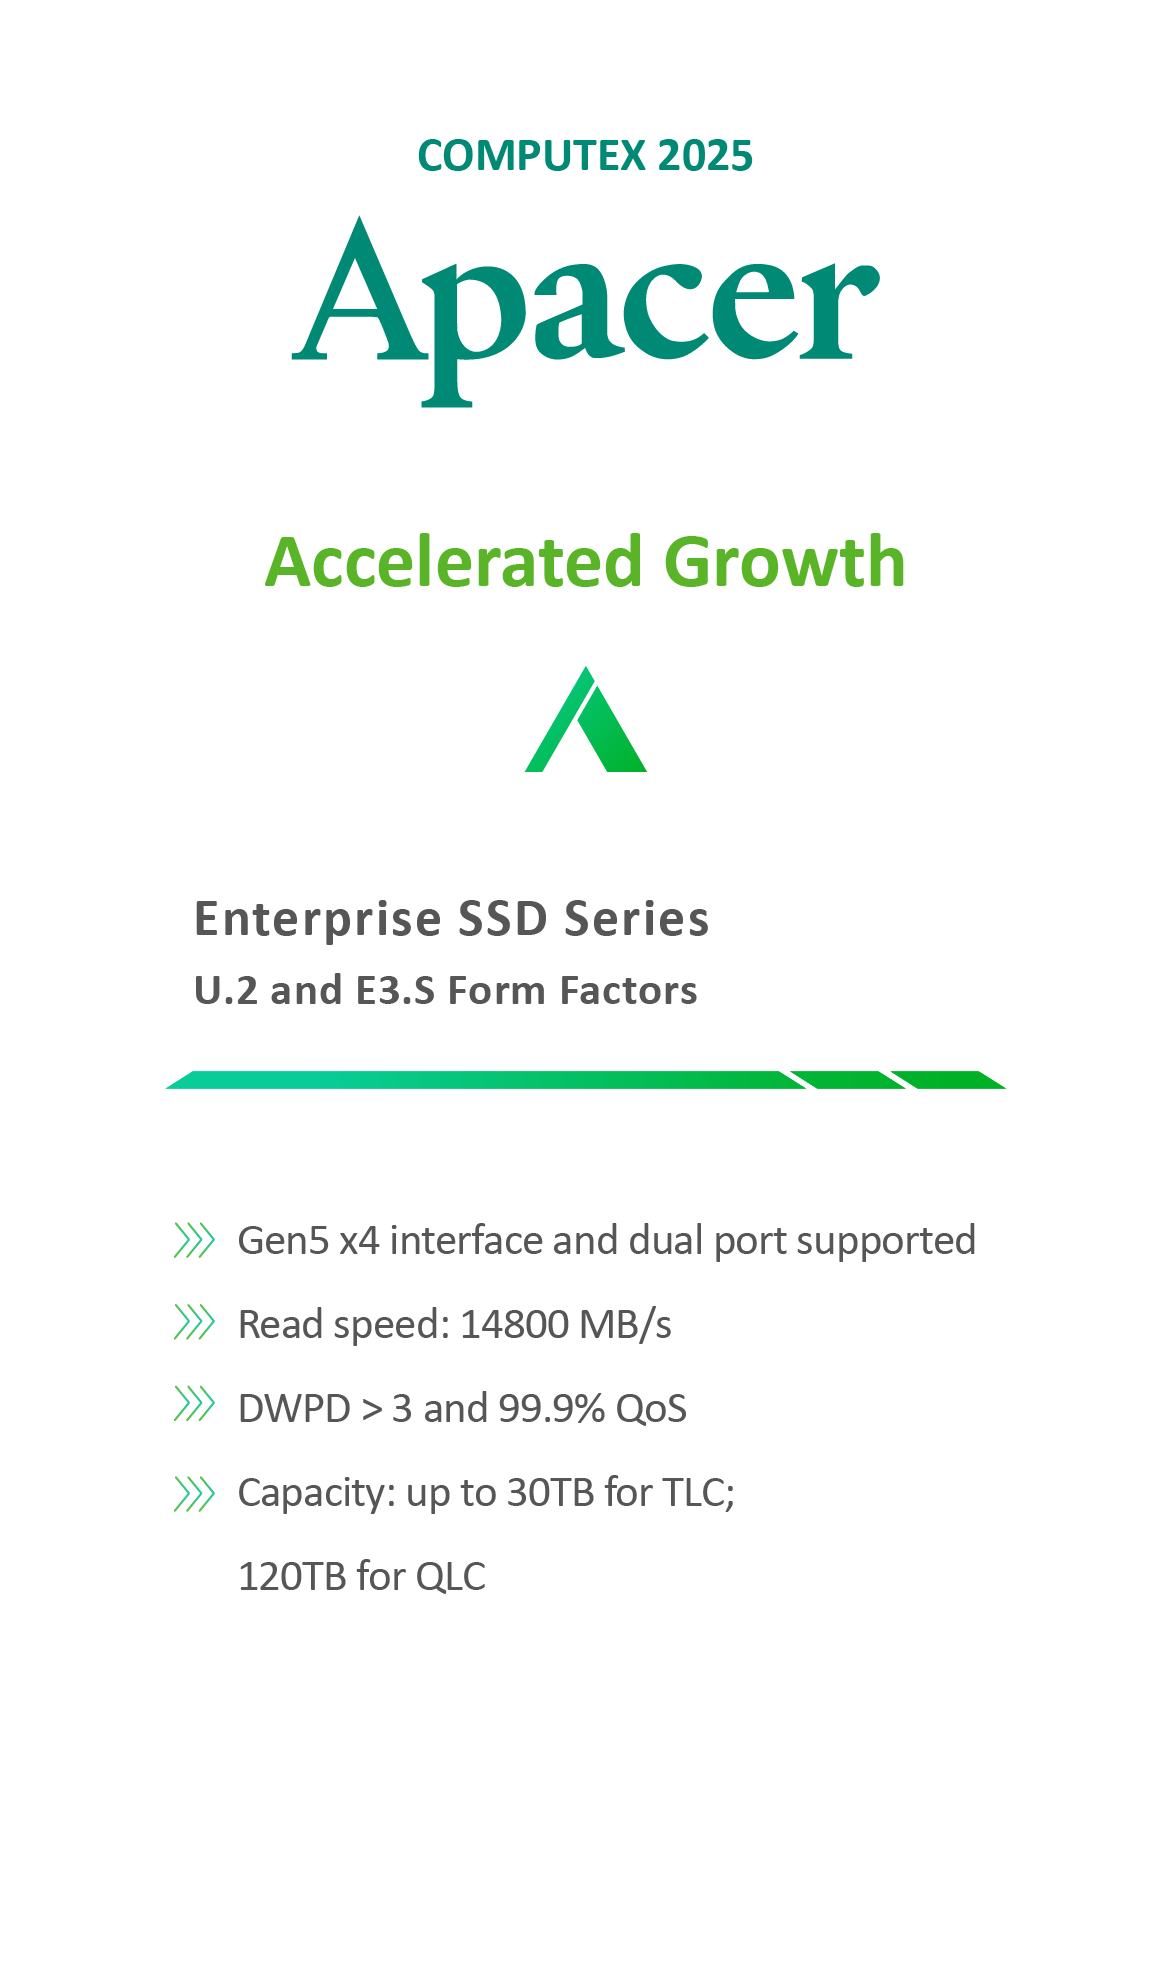 COMPUTEX 2025
Apacer
Accelerated Growth
Enterprise SSD Series
U.2 and E3.S Form Factors
Gen5 x4 interface and dual port supported
Read speed: 14800 MB/s
DWPD > 3 and 99.9% QoS
Capacity: up to 30TB for TLC;
120TB for QLC